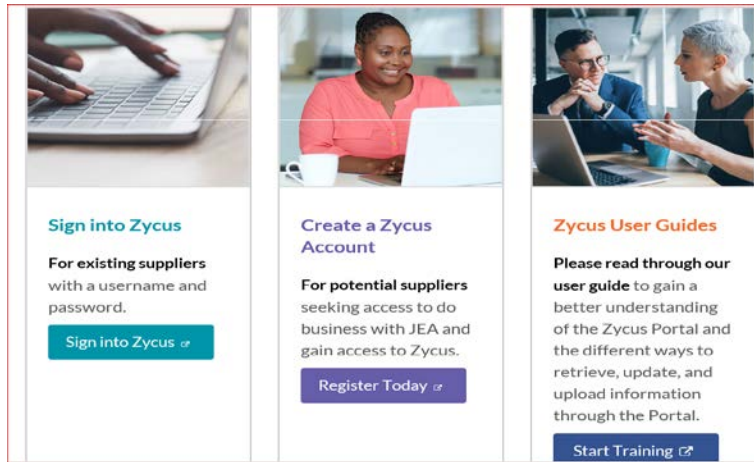 Sign into Zycus
For existing suppliers
with a username and
password.
Sign into Zycus
Create a Zycus
Account
For potential suppliers
seeking access to do
business with JEA and
gain access to Zycus.
Register Today
Zycus User Guides
Please read through our
user guide to gain a
better understanding
of the Zycus Portal and
the different ways to
retrieve, update, and
upload information
through the Portal.
Start Training